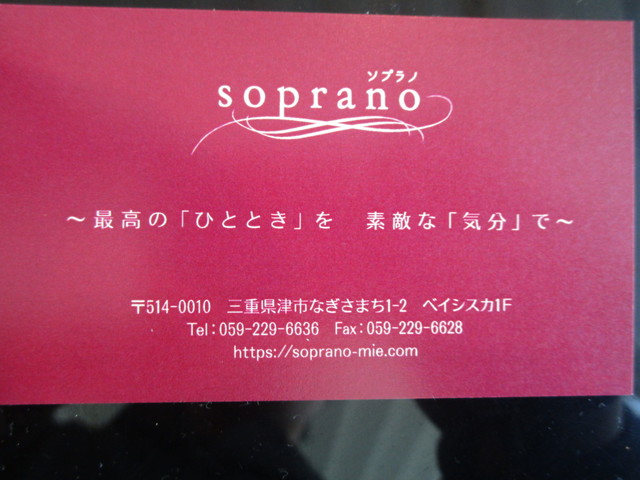 ソプラノ
soprano
～最高の「ひととき」を　素敵な「気分」で～
〒514-0010　三重県津市なぎさまち1-2　ベイシスカ1F
Tel：059-229-6636　Fax：059-229-6628
https://soprano-mie.com